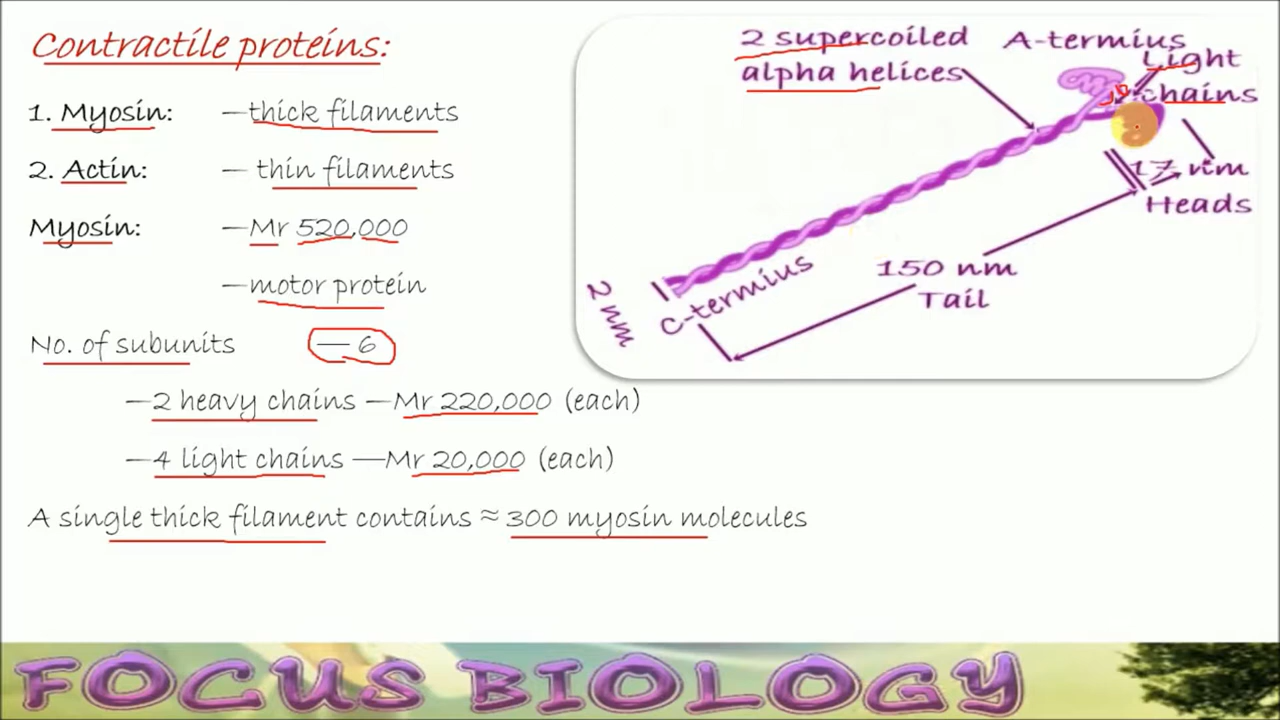 Contractile proteins:
1. Myosin: —thick filaments
2. Actin: — thin filaments
Myosin: —Mr 520,000
—motor protein
No. of subunits — 6
—2 heavy chains —Mr 220,000 (each)
—4 light chains —Mr 20,000 (each)
A single thick filament contains ≈ 300 myosin molecules
2 supercoiled
alpha helices
A-termius
Light
chains
17 nm
Heads
150 nm
Tail
C-termius
2 nm
FOCUS BIOLOGY